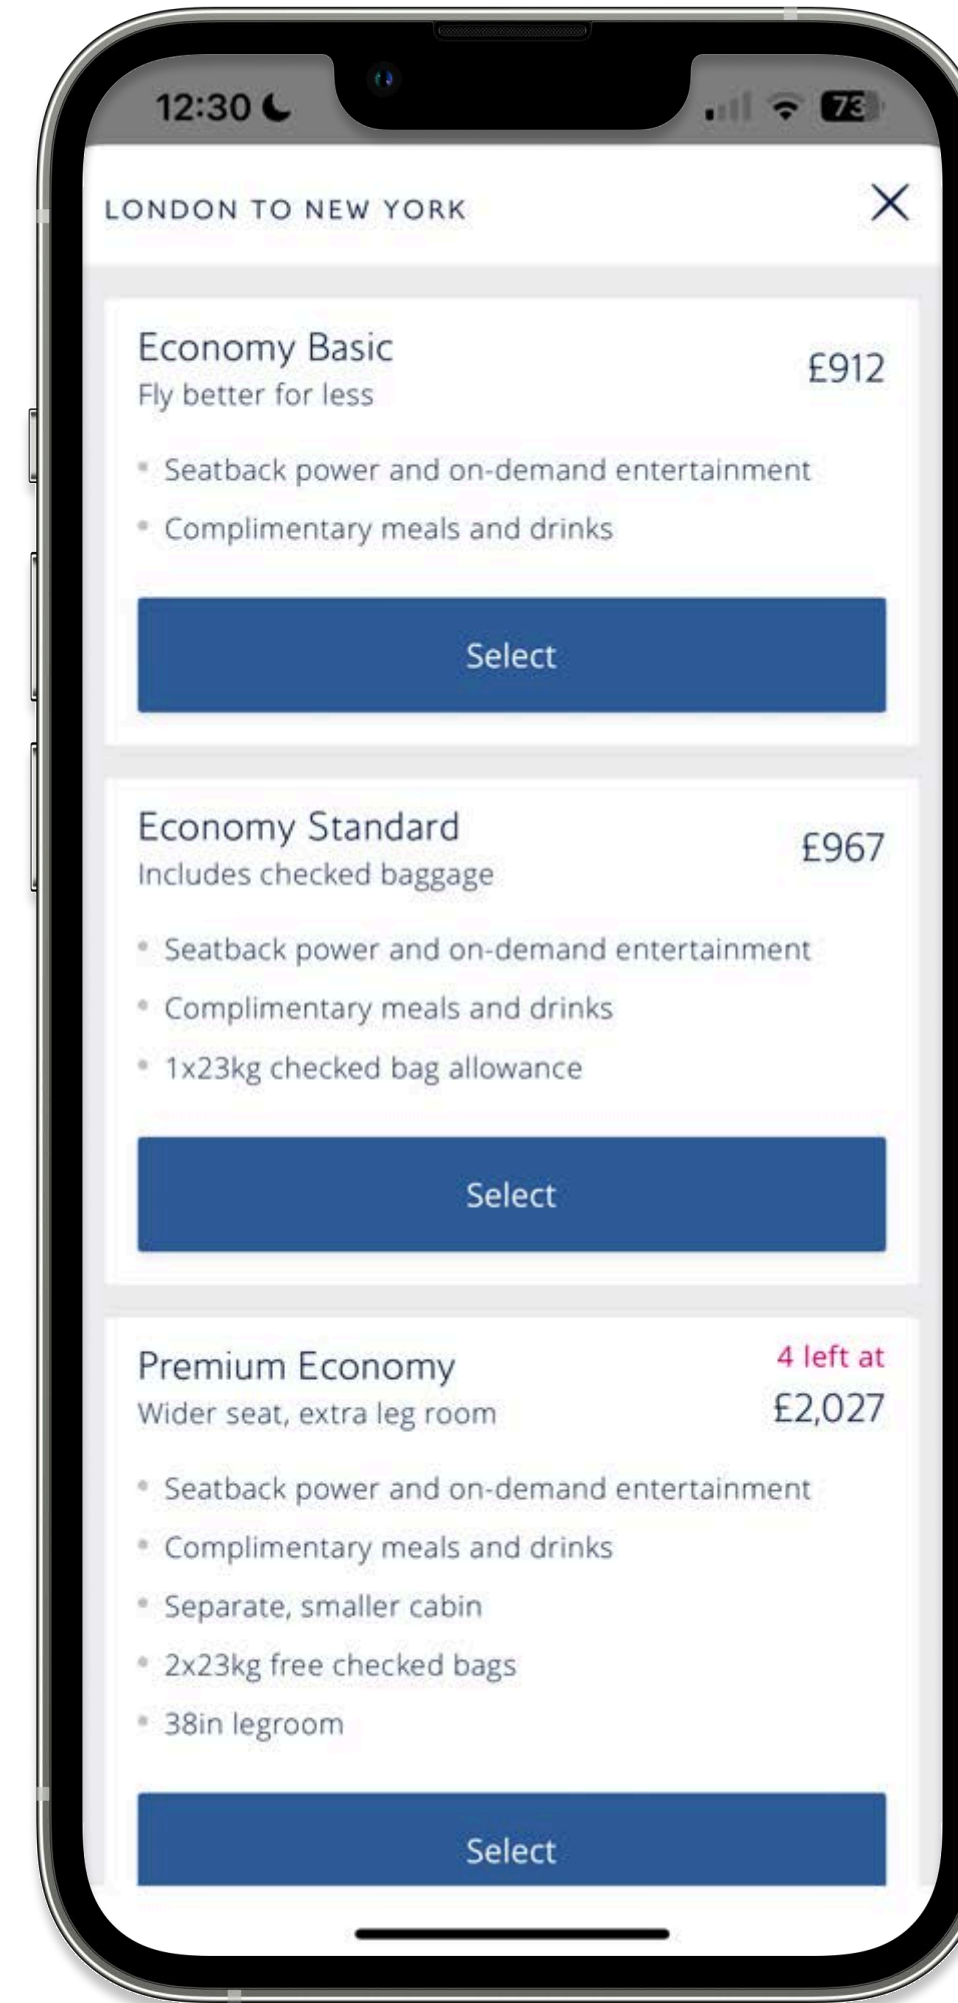 12:30
73
LONDON TO NEW YORK
Economy Basic
Fly better for less
£912
• Seatback power and on-demand entertainment
• Complimentary meals and drinks
Select
Economy Standard
Includes checked baggage
£967
• Seatback power and on-demand entertainment
• Complimentary meals and drinks
• 1x23kg checked bag allowance
Select
Premium Economy
Wider seat, extra leg room
4 left at
£2,027
• Seatback power and on-demand entertainment
• Complimentary meals and drinks
• Separate, smaller cabin
• 2x23kg free checked bags
• 38in legroom
Select